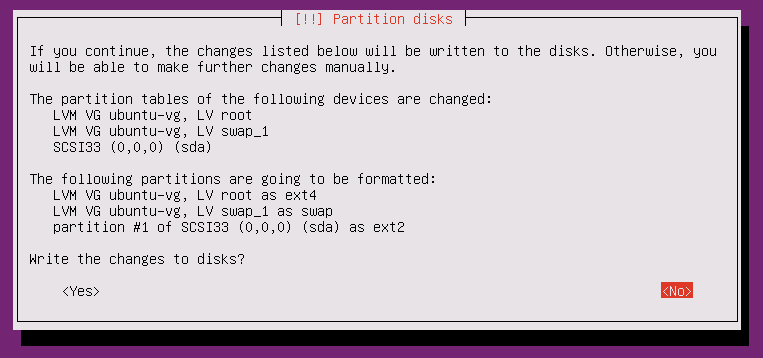 [!!] Partition disks
If you continue, the changes listed below will be written to the disks. Otherwise, you
will be able to make further changes manually.
The partition tables of the following devices are changed:
LVM VG ubuntu-vg, LV root
LVM VG ubuntu-vg, LV swap_1
SCSI33 (0,0,0) (sda)
The following partitions are going to be formatted:
LVM VG ubuntu-vg, LV root as ext4
LVM VG ubuntu-vg, LV swap_1 as swap
partition #1 of SCSI33 (0,0,0) (sda) as ext2
Write the changes to disks?
<Yes> <No>